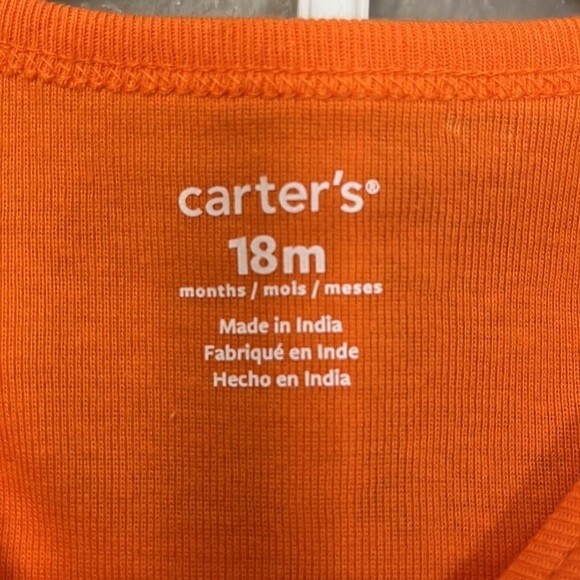 carter's®
18m
months / mois / meses
Made in India
Fabriqué en Inde
Hecho en India